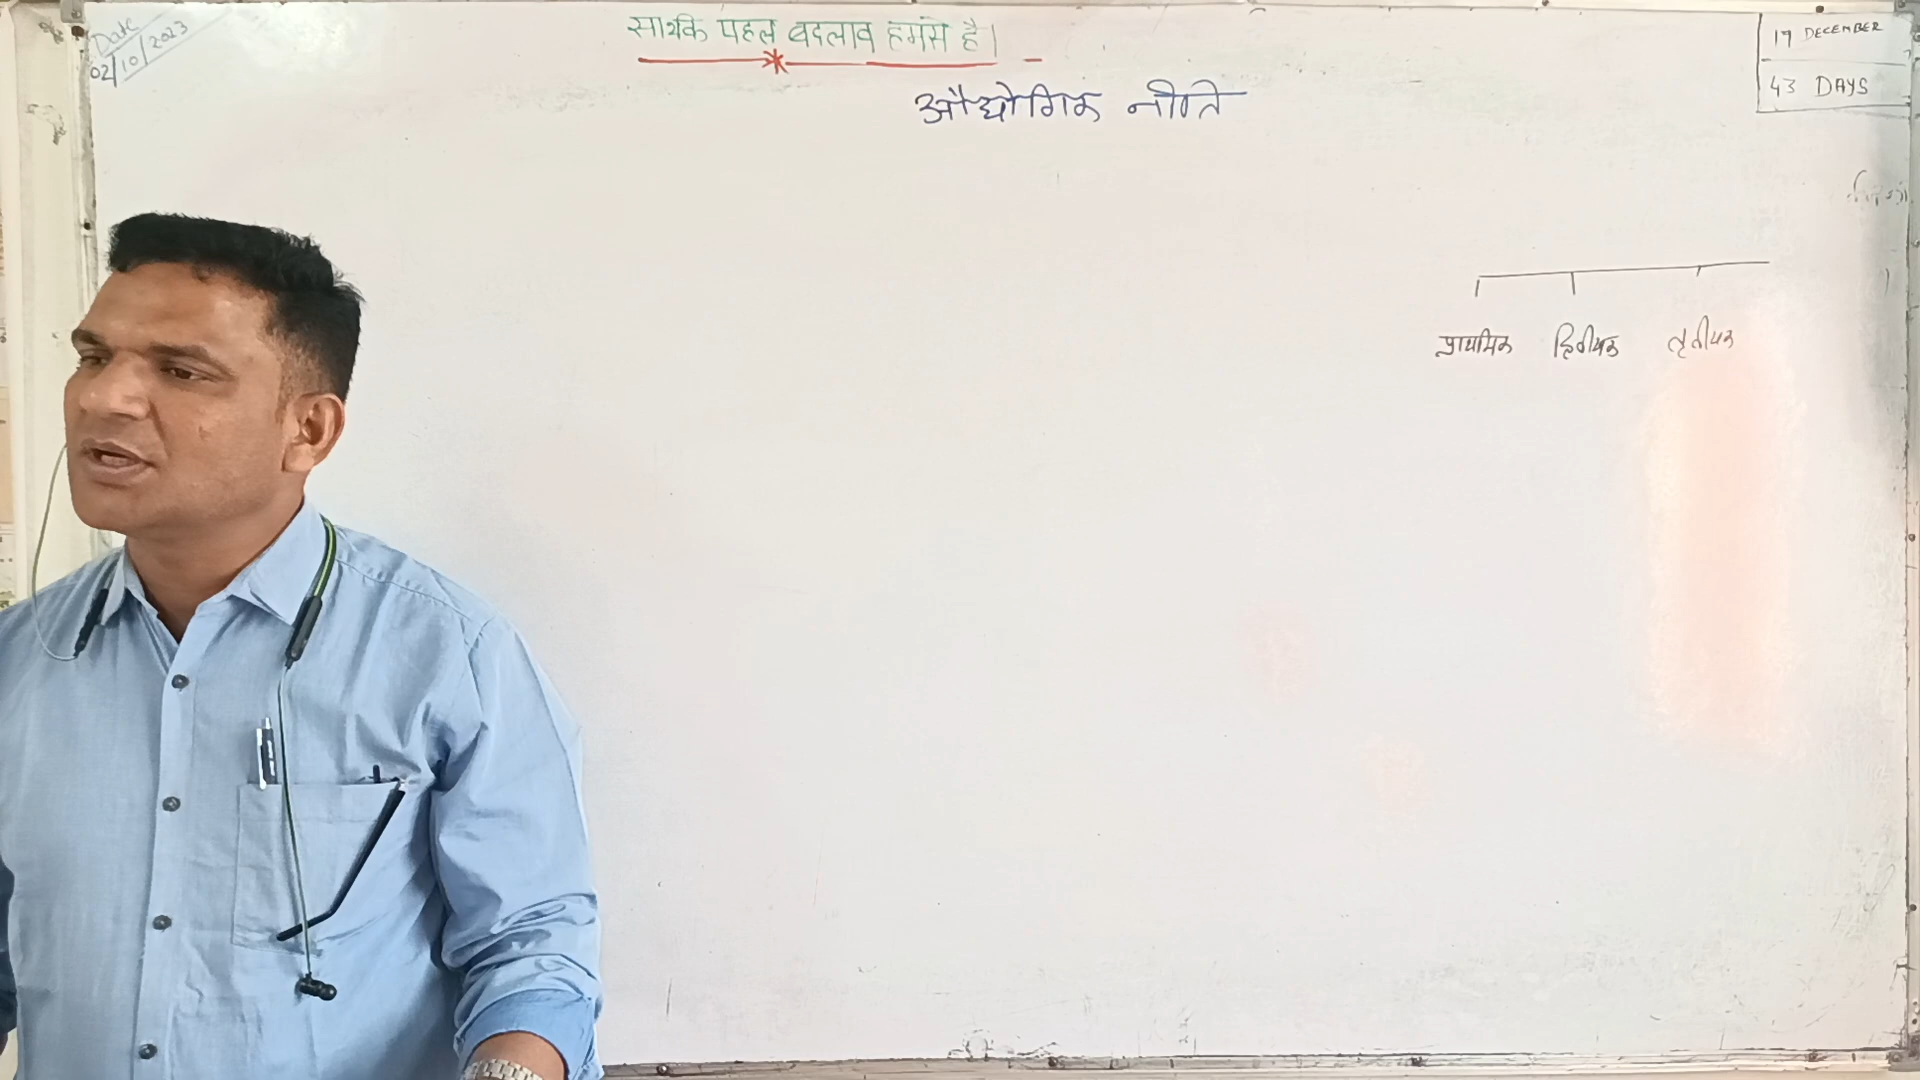 Date
02/10/2023
सार्थक पहल बदलाव हमसे है।
19 DECEMBER
43 DAYS
औद्योगिक नीति
प्राथमिक द्वितीयक तृतीयक